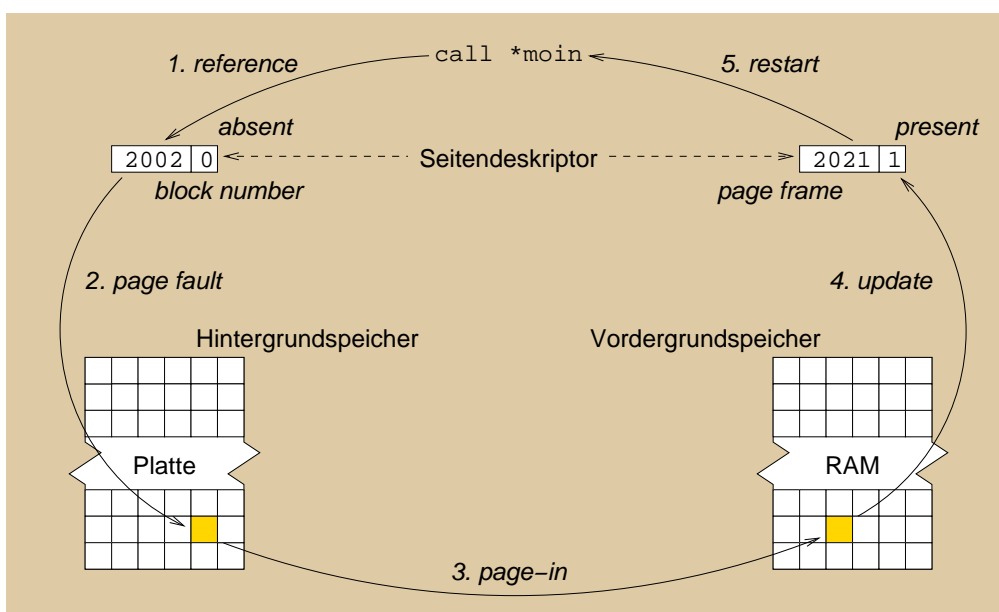 call *moin
1. reference
5. restart
absent
present
2002 0
Seitendeskriptor
2021 1
block number
page frame
2. page fault
4. update
Hintergrundspeicher
Vordergrundspeicher
Platte
RAM
3. page−in